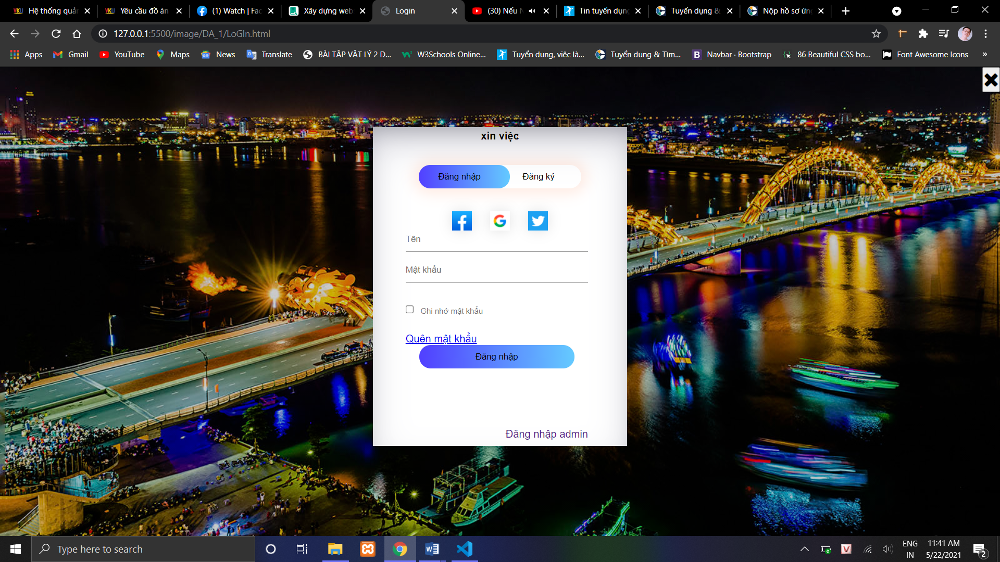 Hệ thống quản
Yêu cầu đồ án
(1) Watch | Fac
Xây dựng web
Login
(30) Nếu N
Tin tuyển dụng
Tuyển dụng &
Nộp hồ sơ ứng
127.0.0.1:5500/image/DA_1/LoGIn.html
Apps
Gmail
YouTube
Maps
News
Translate
BÀI TẬP VẬT LÝ 2 D...
W3Schools Online...
Tuyển dụng, việc là...
Tuyển dụng & Tìm...
Navbar · Bootstrap
86 Beautiful CSS bo...
Font Awesome Icons
»
xin việc
Đăng nhập
Đăng ký
Tên
Mật khẩu
Ghi nhớ mật khẩu
Quên mật khẩu
Đăng nhập
Đăng nhập admin
Type here to search
ENG
IN
11:41 AM
5/22/2021
2